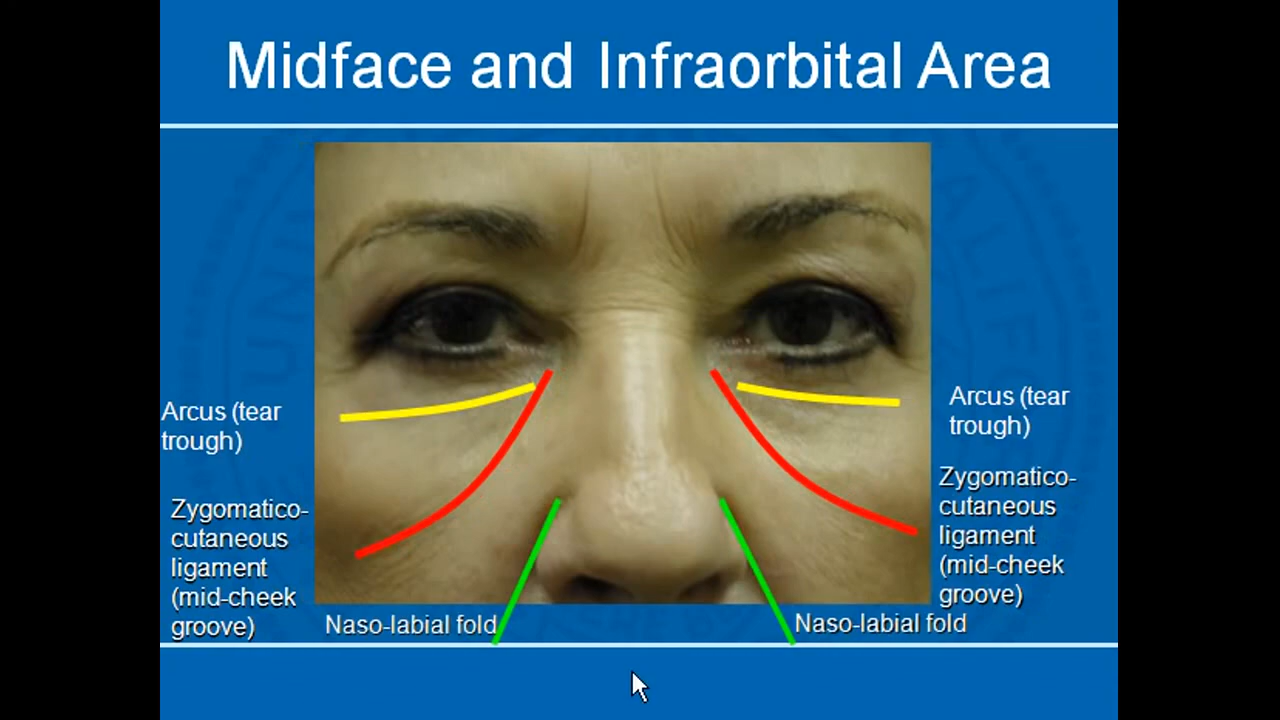 Midface and Infraorbital Area
Arcus (tear
trough)
Zygomatico-
cutaneous
ligament
(mid-cheek
groove)
Naso-labial fold
Arcus (tear
trough)
Zygomatico-
cutaneous
ligament
(mid-cheek
groove)
Naso-labial fold